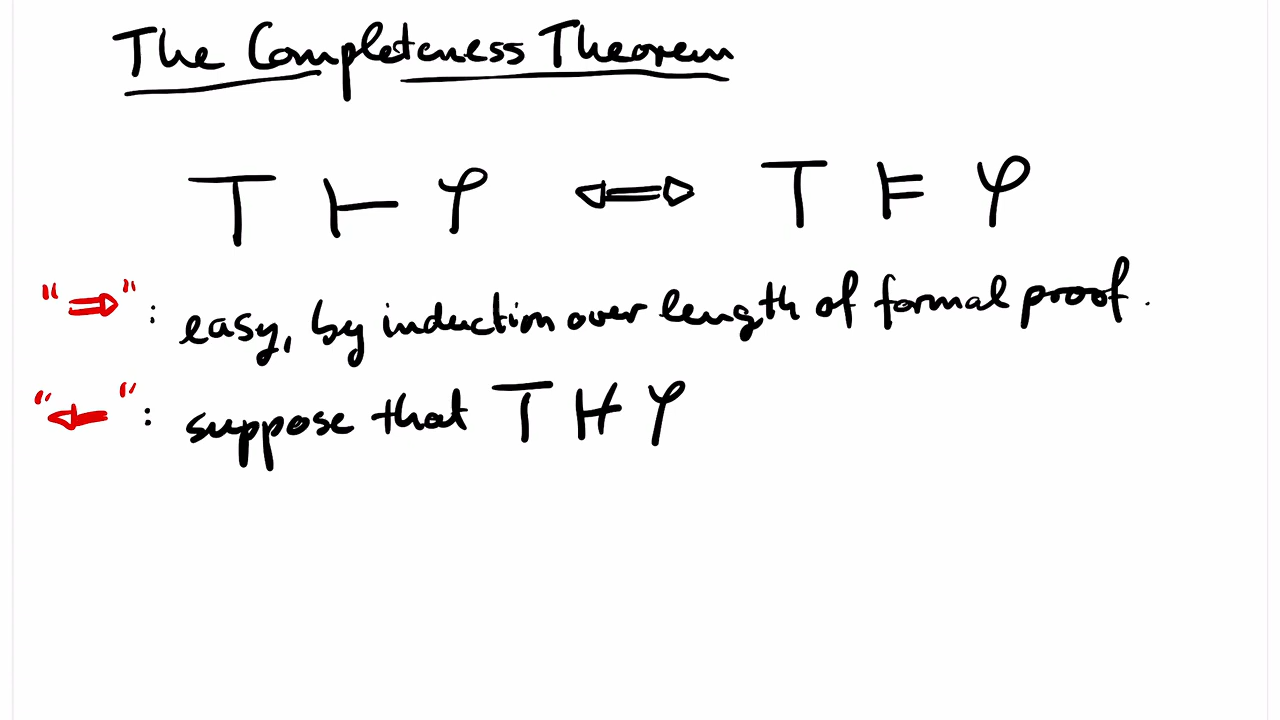 The Completeness Theorem
T ⊢ φ ⇔ T ⊨ φ
"⇒" : easy, by induction over length of formal proof.
"⇐" : suppose that T ⊬ φ